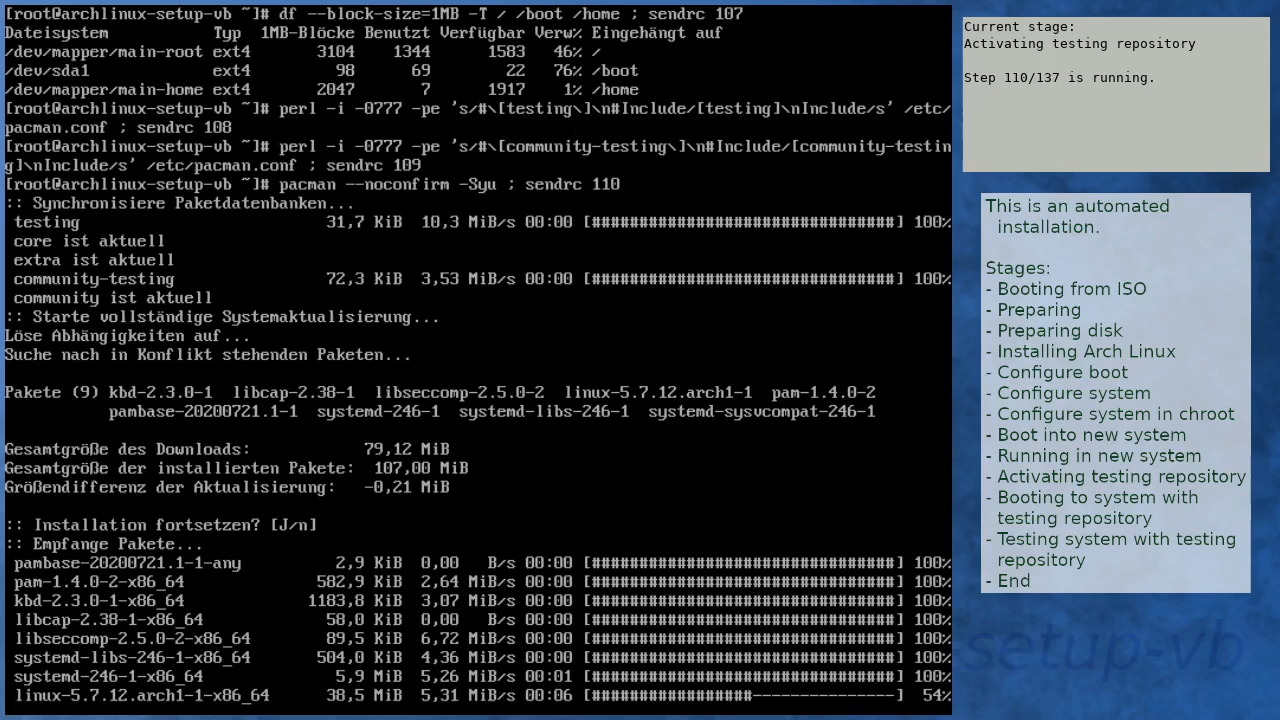 [root@archlinux-setup-vb ~]# df --block-size=1MB -T / /boot /home ; sendrc 107
Dateisystem           Typ  1MB-Blöcke Benutzt Verfügbar Verw% Eingehängt auf
/dev/mapper/main-root ext4       3104    1344      1583   46% /
/dev/sda1             ext4         98      69        22   76% /boot
/dev/mapper/main-home ext4       2047       7      1917    1% /home
[root@archlinux-setup-vb ~]# perl -i -0777 -pe 's/#\[testing\]\n#Include/[testing]\nInclude/s' /etc/
pacman.conf ; sendrc 108
[root@archlinux-setup-vb ~]# perl -i -0777 -pe 's/#\[community-testing\]\n#Include/[community-testin
g]\nInclude/s' /etc/pacman.conf ; sendrc 109
[root@archlinux-setup-vb ~]# pacman --noconfirm -Syu ; sendrc 110
:: Synchronisiere Paketdatenbanken...
 testing                          31,7 KiB  10,3 MiB/s 00:00 [################################] 100%
 core ist aktuell
 extra ist aktuell
 community-testing                72,3 KiB  3,53 MiB/s 00:00 [################################] 100%
 community ist aktuell
:: Starte vollständige Systemaktualisierung...
Löse Abhängigkeiten auf...
Suche nach in Konflikt stehenden Paketen...
Pakete (9) kbd-2.3.0-1  libcap-2.38-1  libseccomp-2.5.0-2  linux-5.7.12.arch1-1  pam-1.4.0-2
           pambase-20200721.1-1  systemd-246-1  systemd-libs-246-1  systemd-sysvcompat-246-1
Gesamtgröße des Downloads:            79,12 MiB
Gesamtgröße der installierten Pakete:  107,00 MiB
Größendifferenz der Aktualisierung:   -0,21 MiB
:: Installation fortsetzen? [J/n]
:: Empfange Pakete...
 pambase-20200721.1-1-any          2,9 KiB  0,00   B/s 00:00 [################################] 100%
 pam-1.4.0-2-x86_64              582,9 KiB  2,64 MiB/s 00:00 [################################] 100%
 kbd-2.3.0-1-x86_64             1183,8 KiB  3,07 MiB/s 00:00 [################################] 100%
 libcap-2.38-1-x86_64             58,0 KiB  0,00   B/s 00:00 [################################] 100%
 libseccomp-2.5.0-2-x86_64        89,5 KiB  6,72 MiB/s 00:00 [################################] 100%
 systemd-libs-246-1-x86_64       504,0 KiB  4,36 MiB/s 00:00 [################################] 100%
 systemd-246-1-x86_64              5,9 MiB  5,26 MiB/s 00:01 [################################] 100%
 linux-5.7.12.arch1-1-x86_64      38,5 MiB  5,31 MiB/s 00:06 [#################---------------]  54%
Current stage:
Activating testing repository
Step 110/137 is running.
This is an automated
installation.
Stages:
- Booting from ISO
- Preparing
- Preparing disk
- Installing Arch Linux
- Configure boot
- Configure system
- Configure system in chroot
- Boot into new system
- Running in new system
- Activating testing repository
- Booting to system with
testing repository
- Testing system with testing
repository
- End
setup-vb